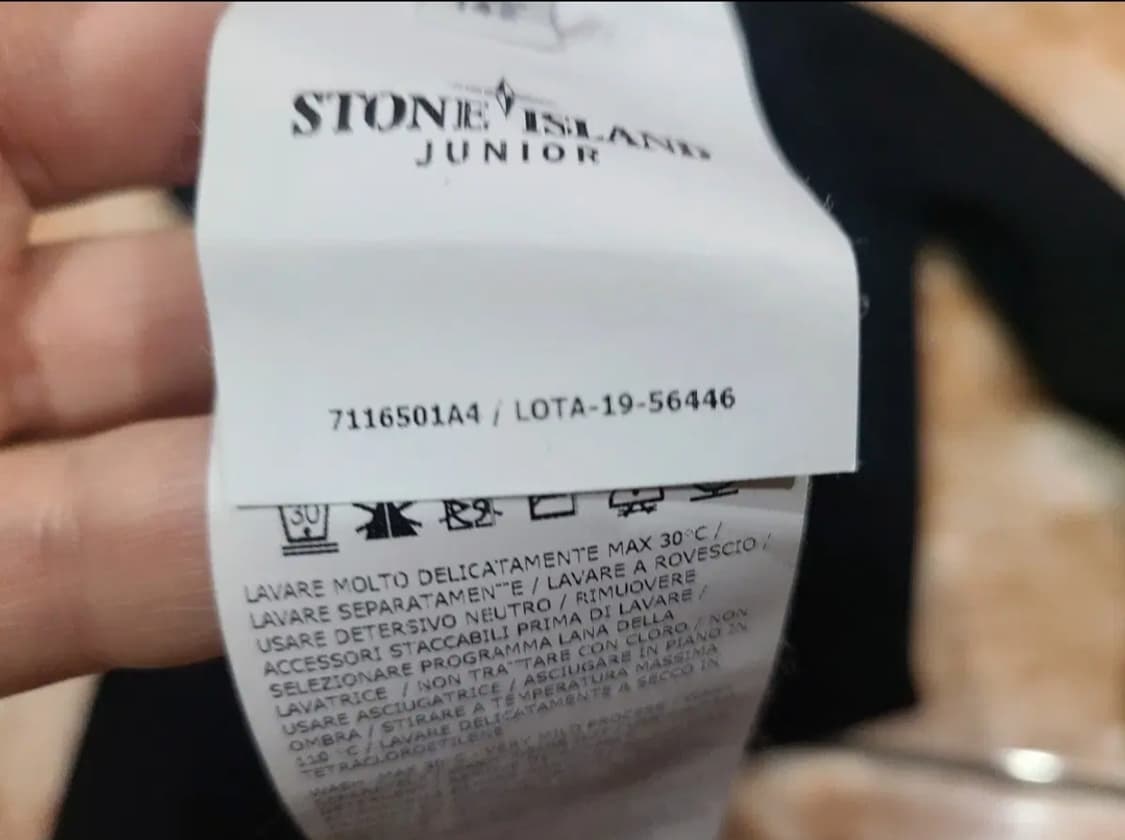 STONE ISLAND
JUNIOR
7116501A4 / LOTA-19-56446
30
LAVARE MOLTO DELICATAMENTE MAX 30°C /
LAVARE SEPARATAMENTE / LAVARE A ROVESCIO /
USARE DETERSIVO NEUTRO / RIMUOVERE
ACCESSORI STACCABILI PRIMA DI LAVARE /
SELEZIONARE PROGRAMMA LANA DELLA
LAVATRICE / NON TRATTARE CON CLORO / NON
USARE ASCIUGATRICE / ASCIUGARE IN PIANO IN
OMBRA / STIRARE A TEMPERATURA MASSIMA
110 °C / LAVARE DELICATAMENTE A SECCO IN
TETRACLOROETILENE